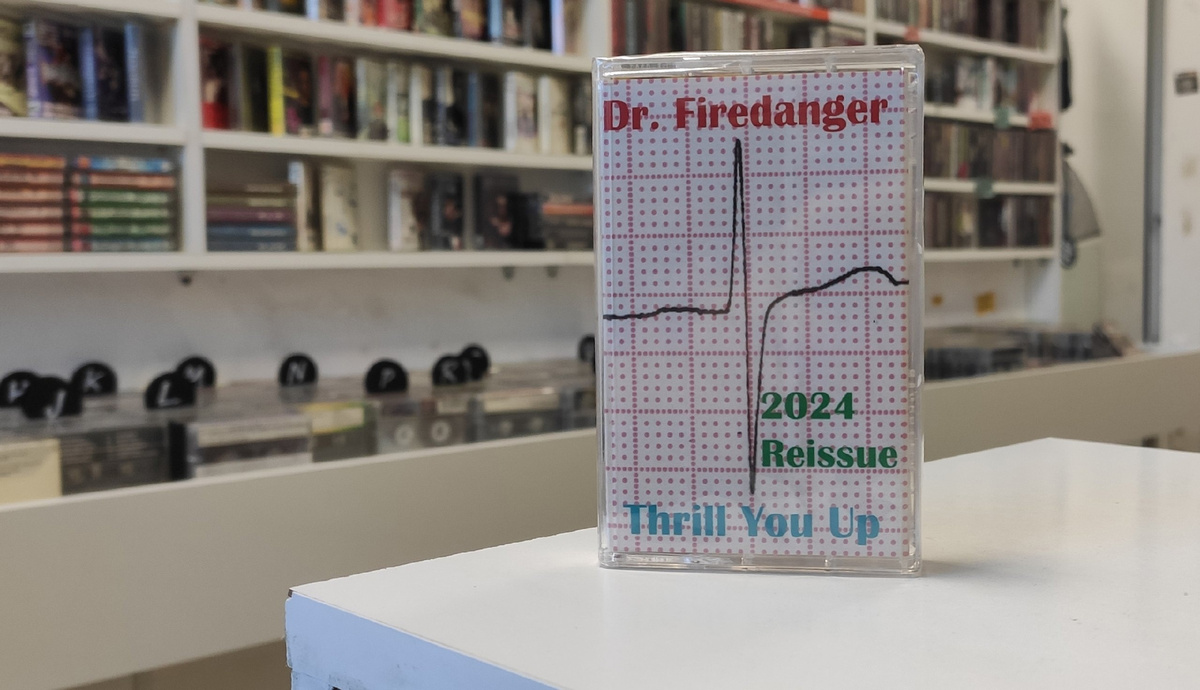 Dr. Firedanger
2024
Reissue
Thrill You Up
K
J
L
M
N
P
R